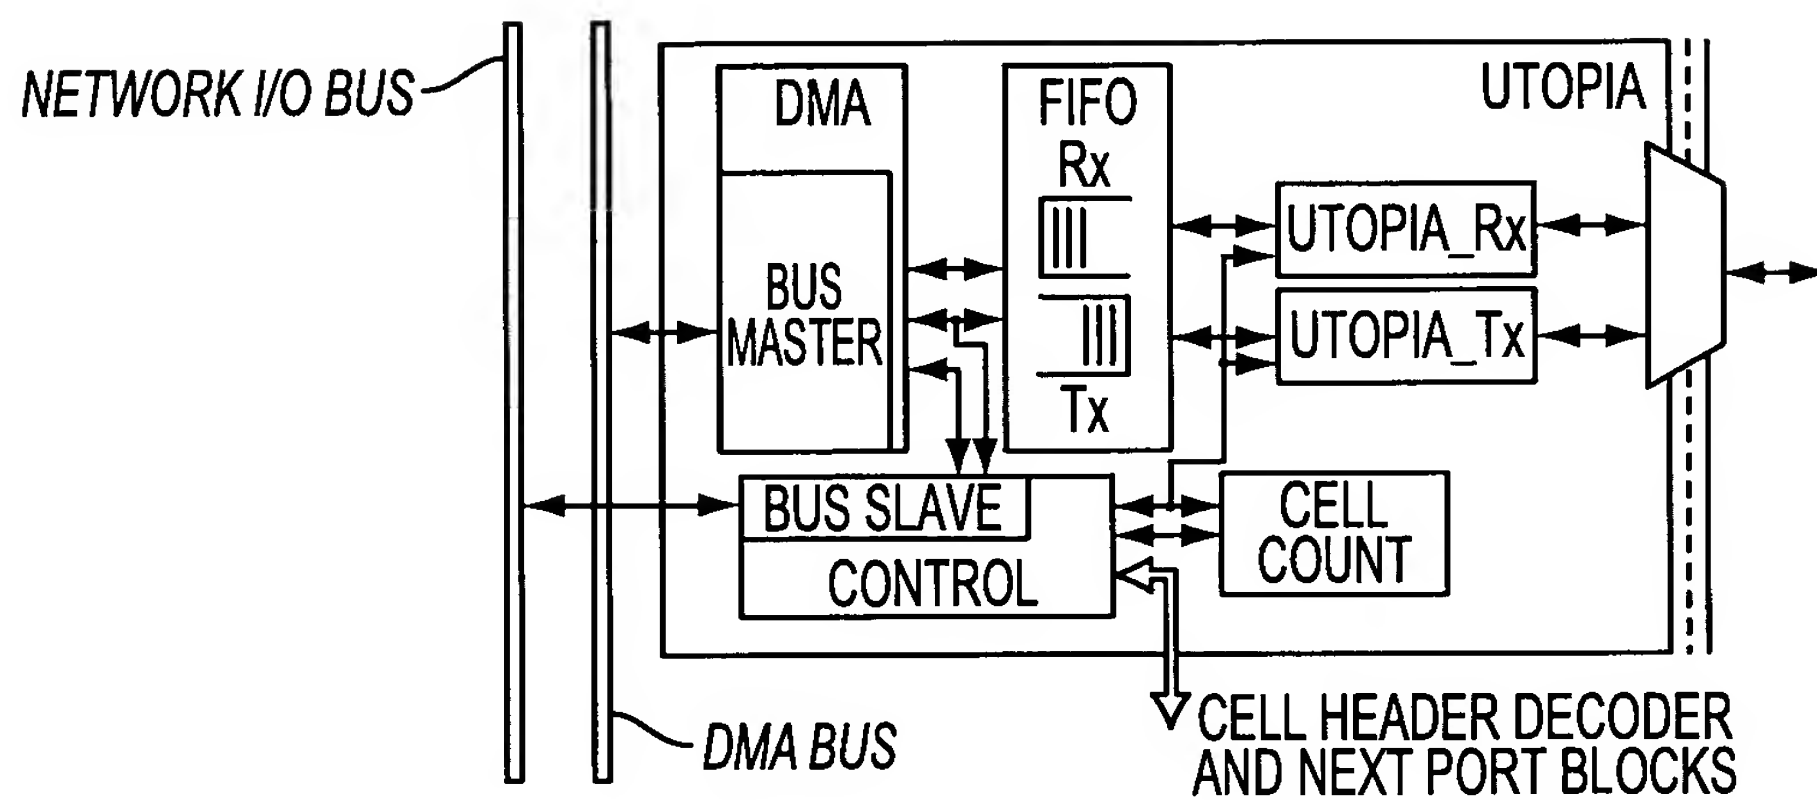 NETWORK I/O BUS
DMA
FIFO
Rx
UTOPIA
BUS
MASTER
UTOPIA_Rx
UTOPIA_Tx
Tx
BUS SLAVE
CONTROL
CELL
COUNT
DMA BUS
CELL HEADER DECODER
AND NEXT PORT BLOCKS